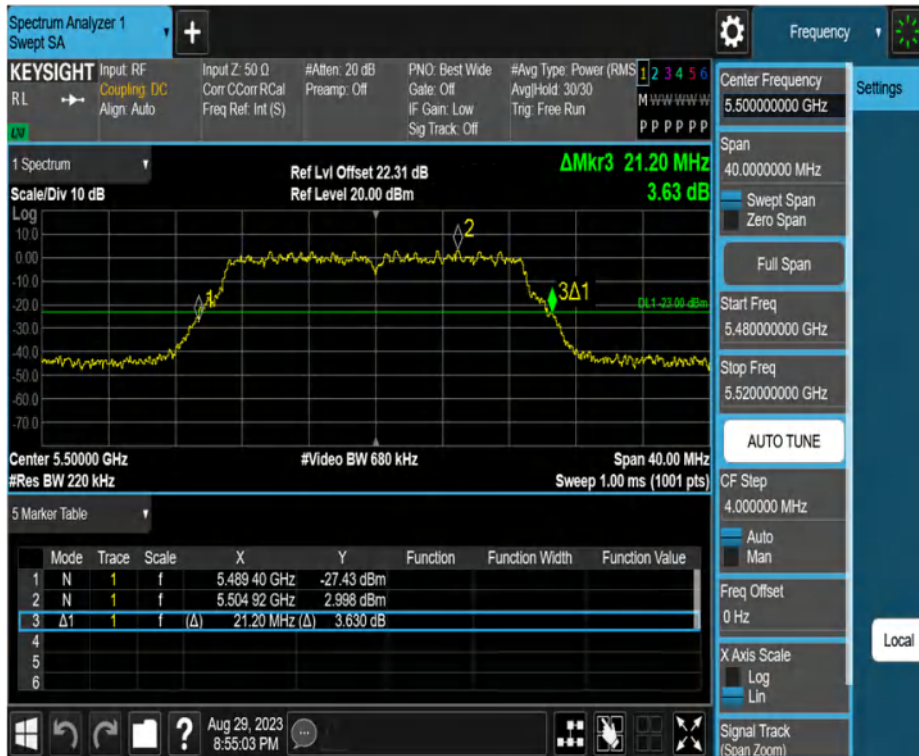 Spectrum Analyzer 1
Swept SA
+
Frequency
KEYSIGHT
RL
LXI
Input: RF
Coupling: DC
Align: Auto
Input Z: 50 Ω
Corr CCorr RCal
Freq Ref: Int (S)
#Atten: 20 dB
Preamp: Off
PNO: Best Wide
Gate: Off
IF Gain: Low
Sig Track: Off
#Avg Type: Power (RMS
Avg|Hold: 30/30
Trig: Free Run
1 2 3 4 5 6
M W W W W W
P P P P P P
1 Spectrum
Scale/Div 10 dB
Ref Lvl Offset 22.31 dB
Ref Level 20.00 dBm
ΔMkr3 21.20 MHz
3.63 dB
Log
10.0
0.00
-10.0
-20.0
-30.0
-40.0
-50.0
-60.0
-70.0
1
2
3Δ1
DL1 -23.00 dBm
Center 5.50000 GHz
#Res BW 220 kHz
#Video BW 680 kHz
Span 40.00 MHz
Sweep 1.00 ms (1001 pts)
5 Marker Table
Mode Trace Scale X Y Function Function Width Function Value
1 N 1 f 5.489 40 GHz -27.43 dBm
2 N 1 f 5.504 92 GHz 2.998 dBm
3 Δ1 1 f (Δ) 21.20 MHz (Δ) 3.630 dB
4
5
6
Aug 29, 2023
8:55:03 PM
?
Center Frequency
5.500000000 GHz
Span
40.0000000 MHz
Swept Span
Zero Span
Full Span
Start Freq
5.480000000 GHz
Stop Freq
5.520000000 GHz
AUTO TUNE
CF Step
4.000000 MHz
Auto
Man
Freq Offset
0 Hz
X Axis Scale
Log
Lin
Signal Track
(Span Zoom)
Settings
Local